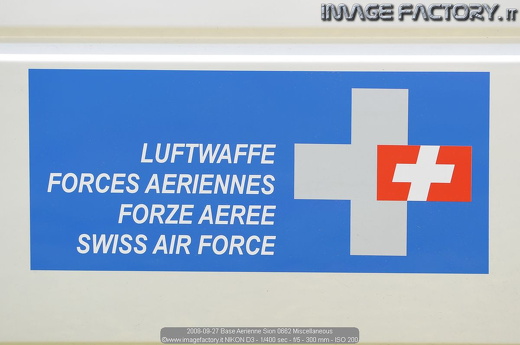 IMAGE FACTORY.IT
LUFTWAFFE
FORCES AERIENNES
FORZE AEREE
SWISS AIR FORCE
2008-09-27 Base Aerienne Sion 0662 Miscellaneous
©www.imagefactory.it NIKON D3 - 1/400 sec - f/5 - 300 mm - ISO 200